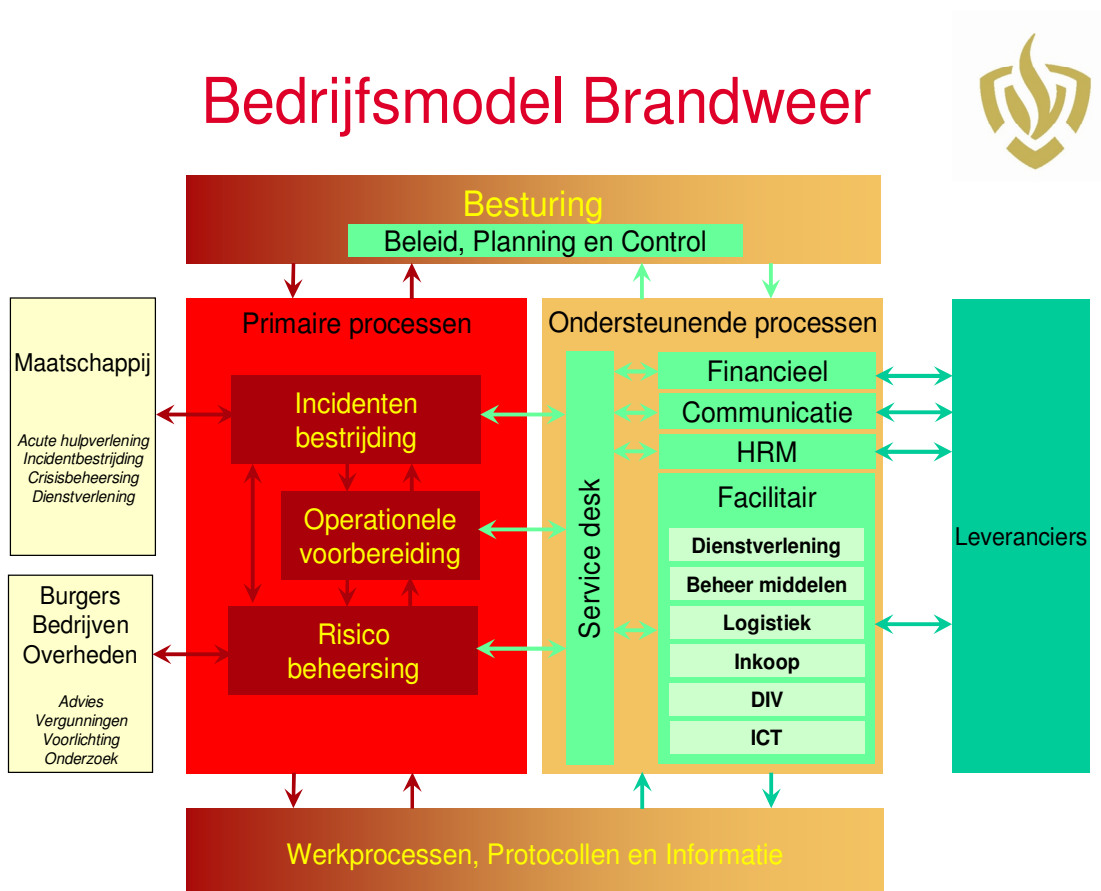 Bedrijfsmodel Brandweer
Besturing
Beleid, Planning en Control
Maatschappij
Acute hulpverlening
Incidentbestrijding
Crisisbeheersing
Dienstverlening
Burgers
Bedrijven
Overheden
Advies
Vergunningen
Voorlichting
Onderzoek
Primaire processen
Incidenten
bestrijding
Operationele
voorbereiding
Risico
beheersing
Ondersteunende processen
Service desk
Financieel
Communicatie
HRM
Facilitair
Dienstverlening
Beheer middelen
Logistiek
Inkoop
DIV
ICT
Leveranciers
Werkprocessen, Protocollen en Informatie